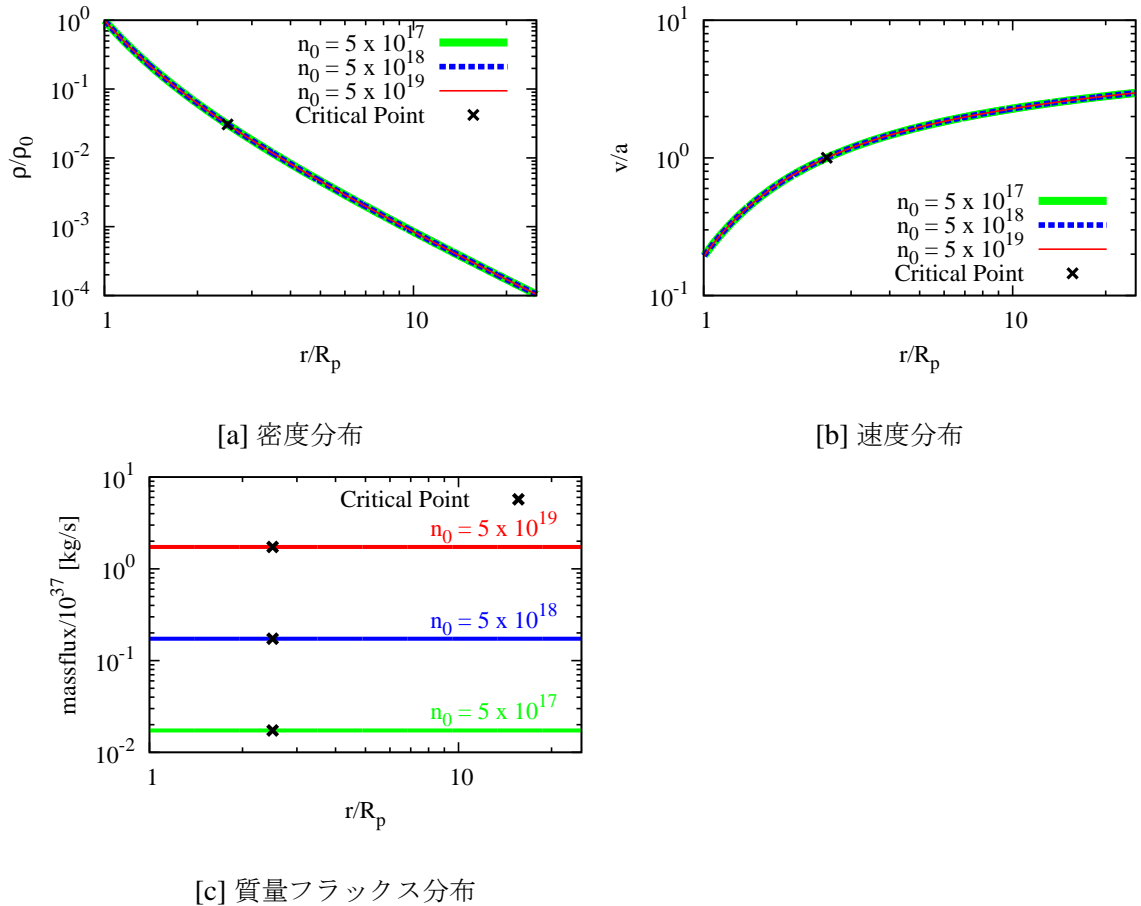 10^0
10^-1
10^-2
10^-3
10^-4
ρ/ρ_0
n_0 = 5 x 10^17
n_0 = 5 x 10^18
n_0 = 5 x 10^19
Critical Point
1
10
r/R_p
[a] 密度分布
10^1
10^0
10^-1
v/a
n_0 = 5 x 10^17
n_0 = 5 x 10^18
n_0 = 5 x 10^19
Critical Point
1
10
r/R_p
[b] 速度分布
10^1
10^0
10^-1
10^-2
massflux/10^37 [kg/s]
Critical Point
n_0 = 5 x 10^19
n_0 = 5 x 10^18
n_0 = 5 x 10^17
1
10
r/R_p
[c] 質量フラックス分布